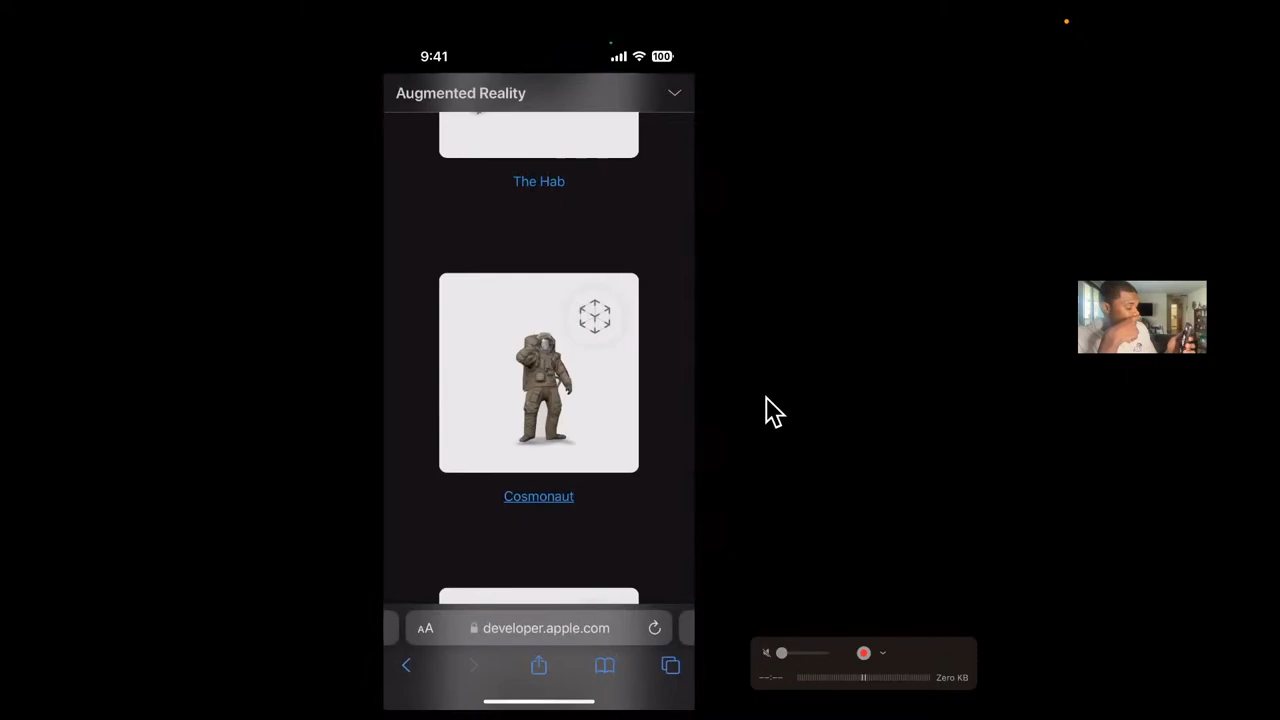 9:41
100
Augmented Reality
The Hab
Cosmonaut
AA
developer.apple.com
--:--
Zero KB